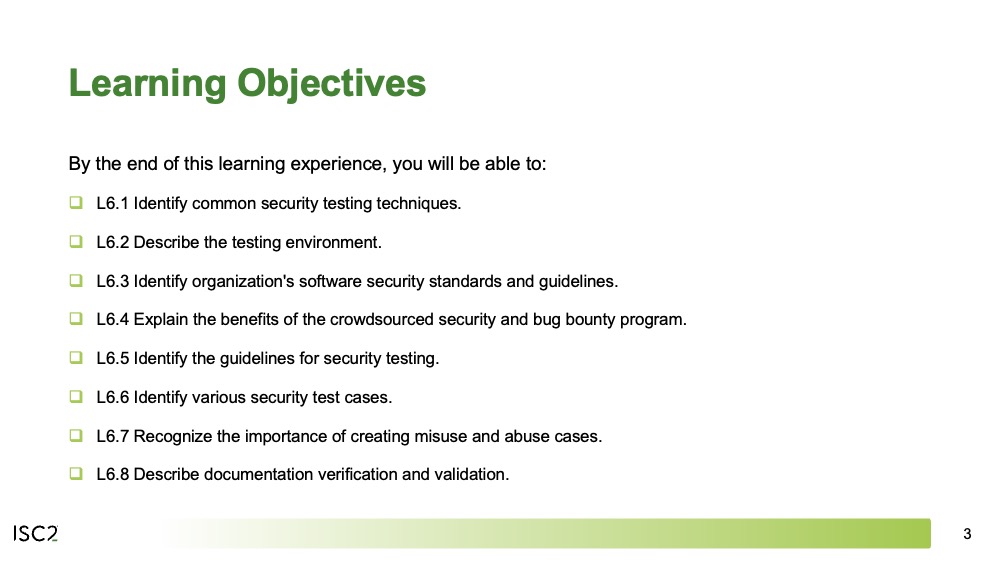 Learning Objectives
By the end of this learning experience, you will be able to:
L6.1 Identify common security testing techniques.
L6.2 Describe the testing environment.
L6.3 Identify organization's software security standards and guidelines.
L6.4 Explain the benefits of the crowdsourced security and bug bounty program.
L6.5 Identify the guidelines for security testing.
L6.6 Identify various security test cases.
L6.7 Recognize the importance of creating misuse and abuse cases.
L6.8 Describe documentation verification and validation.
ISC2
3